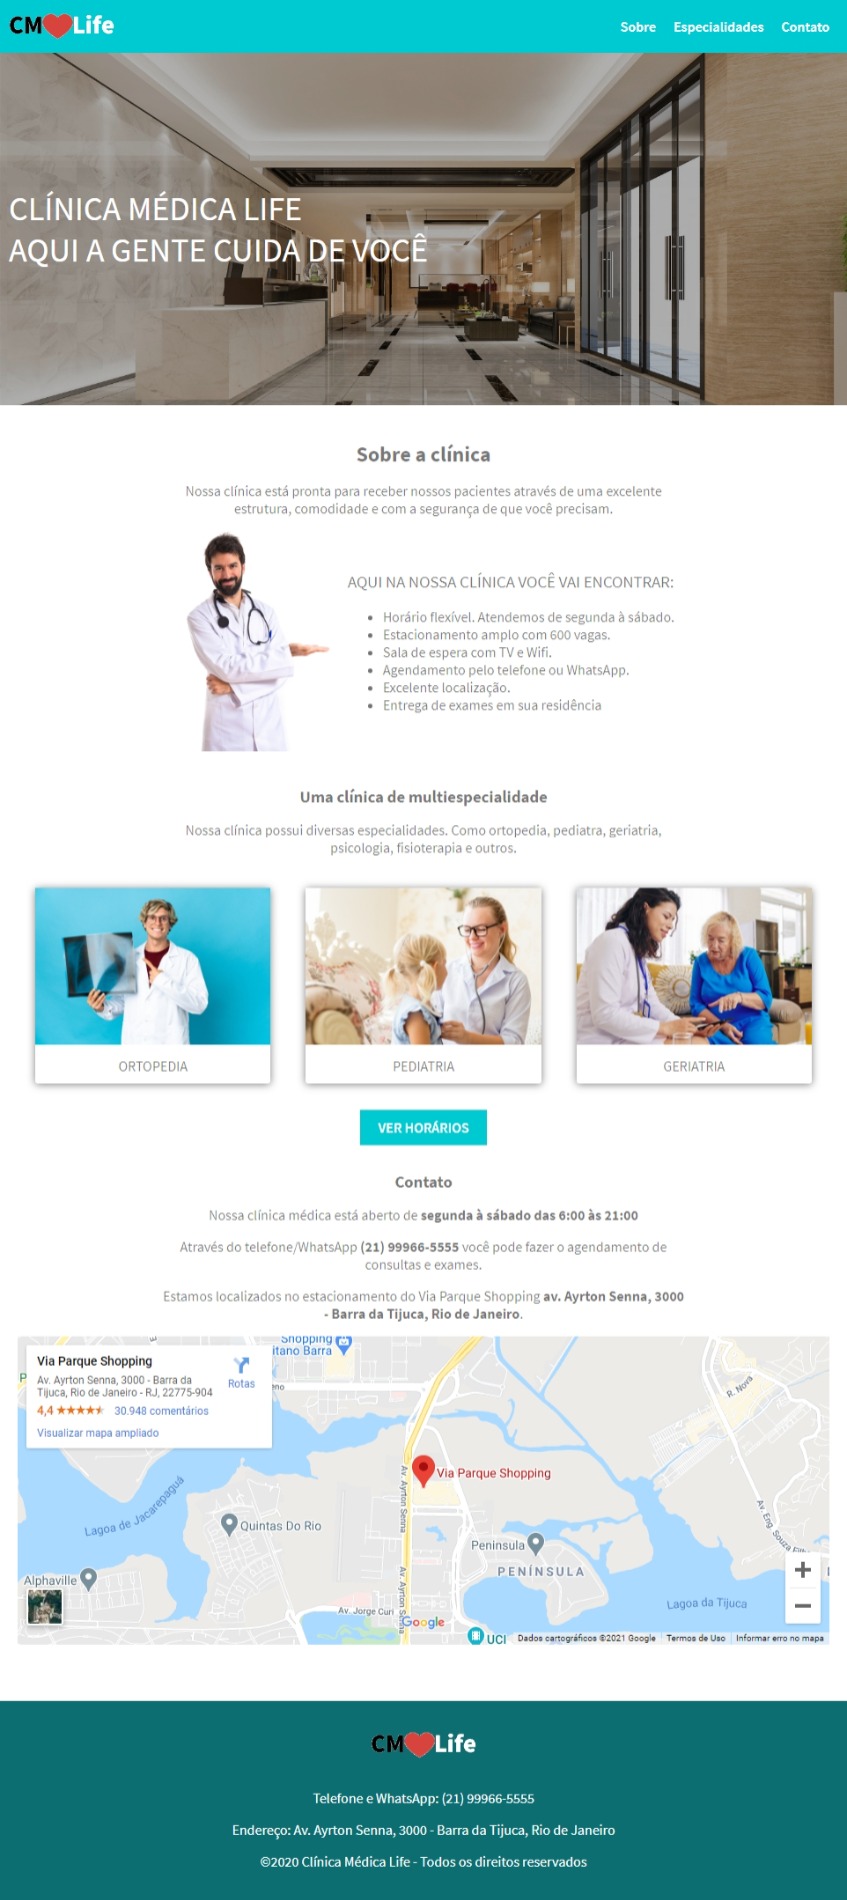 CM Life
Sobre Especialidades Contato
CLÍNICA MÉDICA LIFE
AQUI A GENTE CUIDA DE VOCÊ
Sobre a clínica
Nossa clínica está pronta para receber nossos pacientes através de uma excelente
estrutura, comodidade e com a segurança de que você precisam.
AQUI NA NOSSA CLÍNICA VOCÊ VAI ENCONTRAR:
Horário flexível. Atendemos de segunda à sábado.
Estacionamento amplo com 600 vagas.
Sala de espera com TV e Wifi.
Agendamento pelo telefone ou WhatsApp.
Excelente localização.
Entrega de exames em sua residência
Uma clínica de multiespecialidade
Nossa clínica possui diversas especialidades. Como ortopedia, pediatra, geriatria,
psicologia, fisioterapia e outros.
ORTOPEDIA
PEDIATRIA
GERIATRIA
VER HORÁRIOS
Contato
Nossa clínica médica está aberto de segunda à sábado das 6:00 às 21:00
Através do telefone/WhatsApp (21) 99966-5555 você pode fazer o agendamento de
consultas e exames.
Estamos localizados no estacionamento do Via Parque Shopping av. Ayrton Senna, 3000
- Barra da Tijuca, Rio de Janeiro.
Shopping
itano Barra
Via Parque Shopping
Av. Ayrton Senna, 3000 - Barra da
Tijuca, Rio de Janeiro - RJ, 22775-904
Rotas
4,4 30.948 comentários
Visualizar mapa ampliado
R. Nova
Via Parque Shopping
Av. Ayrton Senna
Lagoa de Jacarepaguá
Quintas Do Rio
Av. Eng. Souza
Peninsula
PENÍNSULA
Alphaville
Av. Ayrton Senna
Lagoa da Tijuca
Av. Jorge Curi
Google
UCI
Dados cartográficos ©2021 Google Termos de Uso Informar erro no mapa
CM Life
Telefone e WhatsApp: (21) 99966-5555
Endereço: Av. Ayrton Senna, 3000 - Barra da Tijuca, Rio de Janeiro
©2020 Clínica Médica Life - Todos os direitos reservados